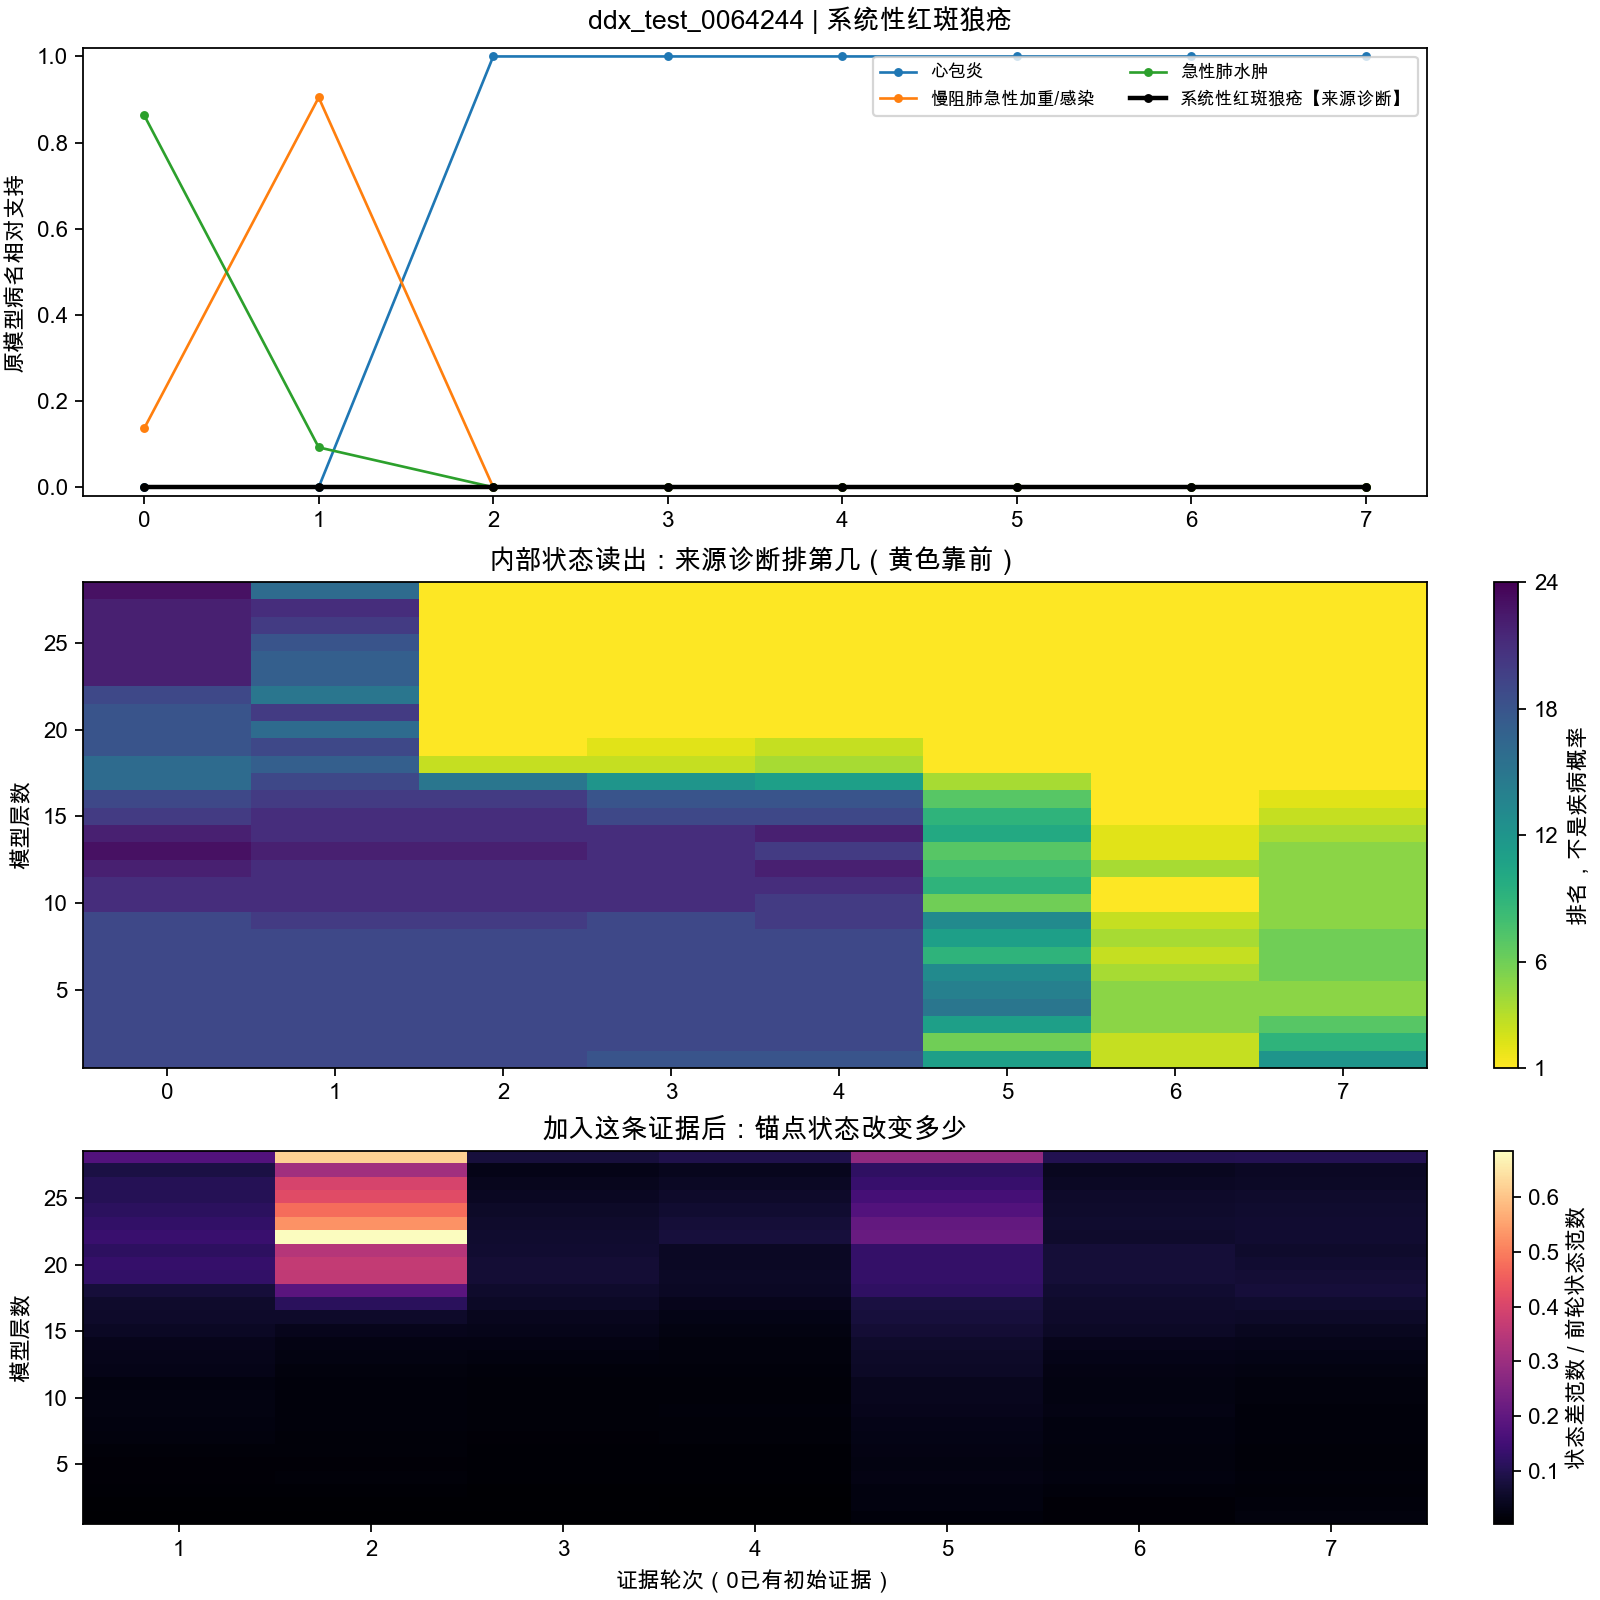 ddx_test_0064244 | 系统性红斑狼疮
原模型病名相对支持
1.0
0.8
0.6
0.4
0.2
0.0
心包炎
慢阻肺急性加重/感染
急性肺水肿
系统性红斑狼疮【来源诊断】
0 1 2 3 4 5 6 7
内部状态读出：来源诊断排第几（黄色靠前）
模型层数
25
20
15
10
5
0 1 2 3 4 5 6 7
24
18
12
6
1
排名，不是疾病概率
加入这条证据后：锚点状态改变多少
模型层数
25
20
15
10
5
1 2 3 4 5 6 7
证据轮次（0已有初始证据）
0.6
0.5
0.4
0.3
0.2
0.1
状态差范数 / 前轮状态范数